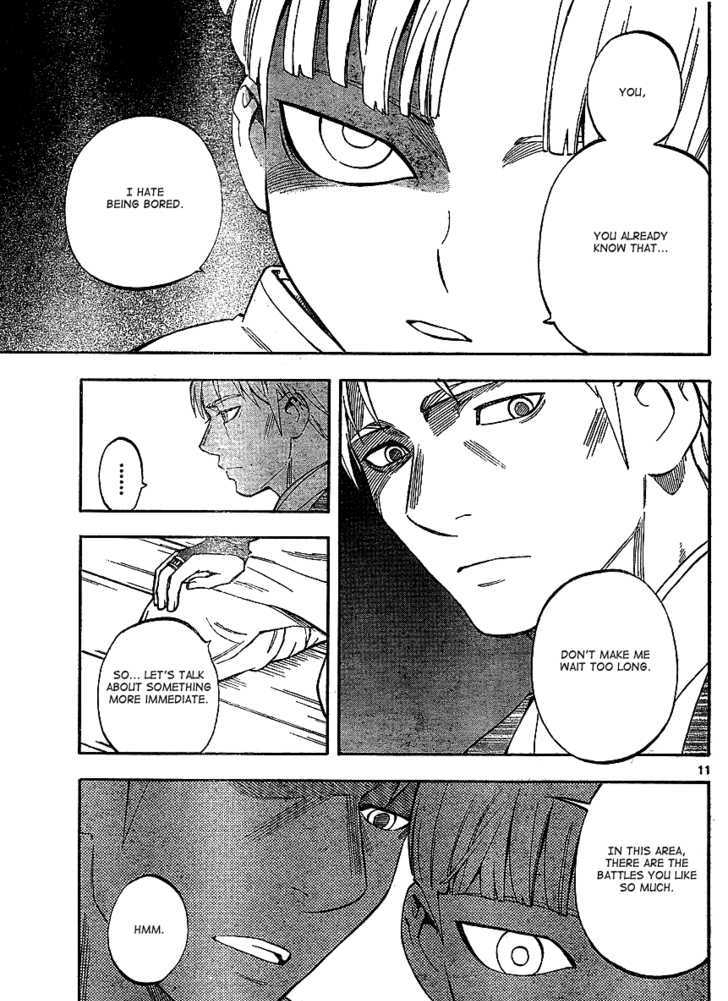 YOU,
YOU ALREADY
KNOW THAT...
I HATE
BEING BORED.
DON'T MAKE ME
WAIT TOO LONG.
......
SO... LET'S TALK
ABOUT SOMETHING
MORE IMMEDIATE.
11
IN THIS AREA,
THERE ARE THE
BATTLES YOU LIKE
SO MUCH.
HMM.